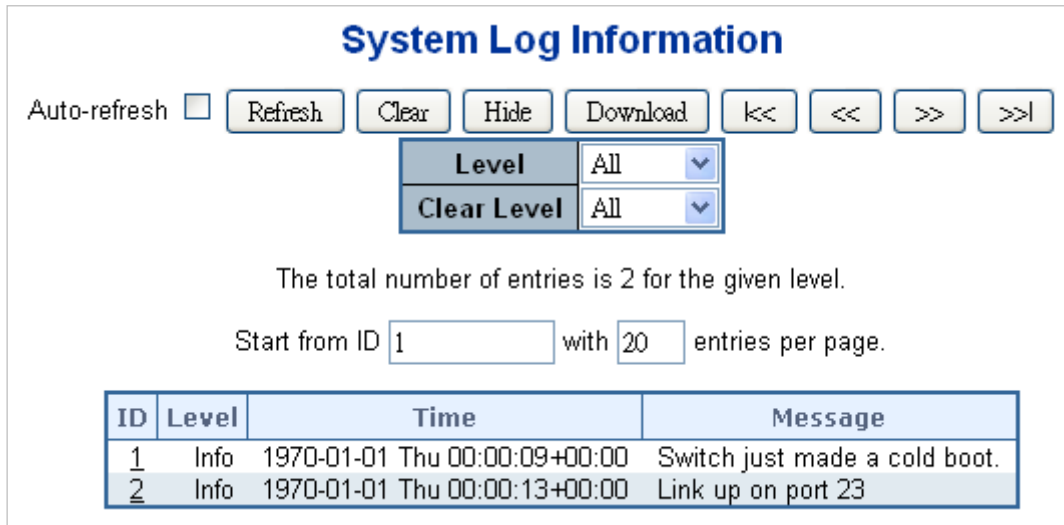 System Log Information
Auto-refresh Refresh Clear Hide Download |<< << >> >>|
Level All
Clear Level All
The total number of entries is 2 for the given level.
Start from ID 1 with 20 entries per page.
ID Level Time Message
1 Info 1970-01-01 Thu 00:00:09+00:00 Switch just made a cold boot.
2 Info 1970-01-01 Thu 00:00:13+00:00 Link up on port 23